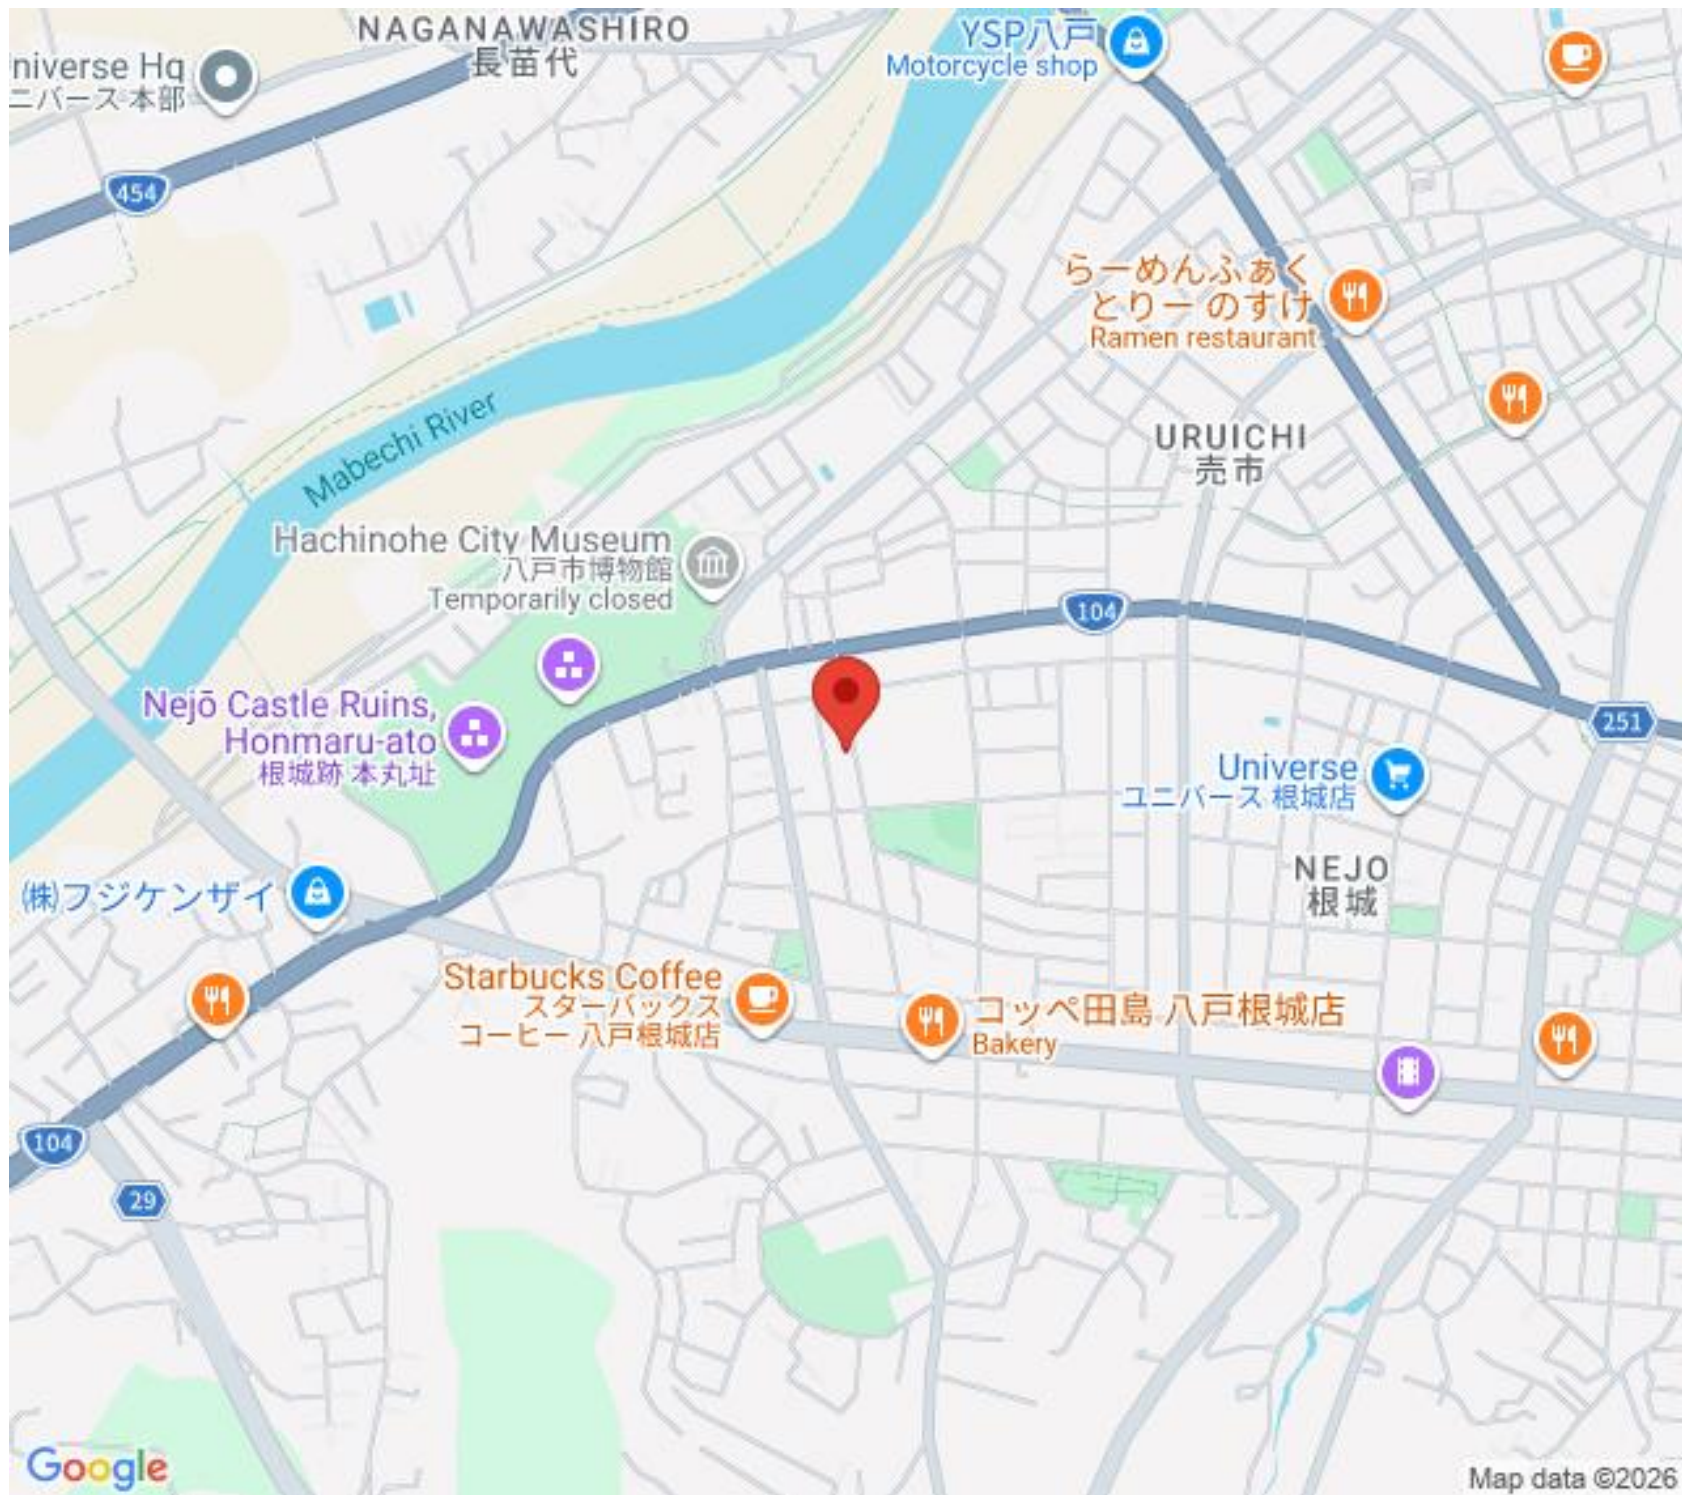 NAGANAWASHIRO
長苗代
YSP八戸
Motorcycle shop
niverse Hq
ニバース 本部
454
らーめんふぁく
とりー のすけ
Ramen restaurant
Mabechi River
URUICHI
売市
Hachinohe City Museum
八戸市博物館
Temporarily closed
104
Nejō Castle Ruins,
Honmaru-ato
根城跡 本丸址
251
Universe
ユニバース 根城店
NEJO
根城
㈱フジケンザイ
Starbucks Coffee
スターバックス
コーヒー 八戸根城店
コッペ田島 八戸根城店
Bakery
104
29
Google
Map data ©2026